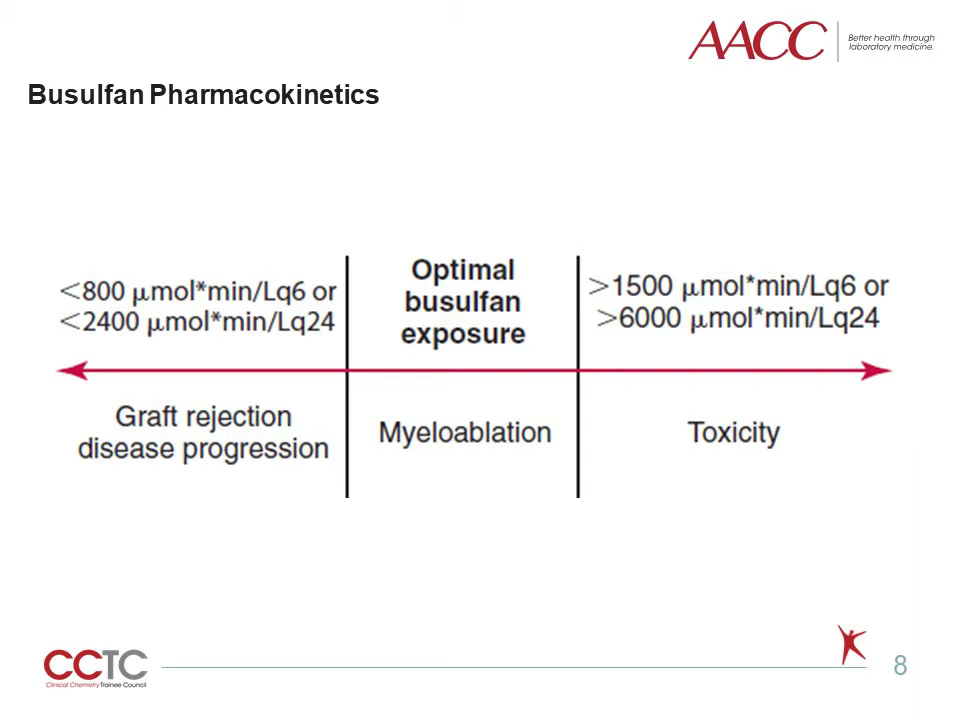 AACC
Better health through
laboratory medicine.
Busulfan Pharmacokinetics
<800 μmol*min/Lq6 or
<2400 μmol*min/Lq24
Optimal
busulfan
exposure
>1500 μmol*min/Lq6 or
>6000 μmol*min/Lq24
Graft rejection
disease progression
Myeloablation
Toxicity
CCTC
Clinical Chemistry Trainee Council
8